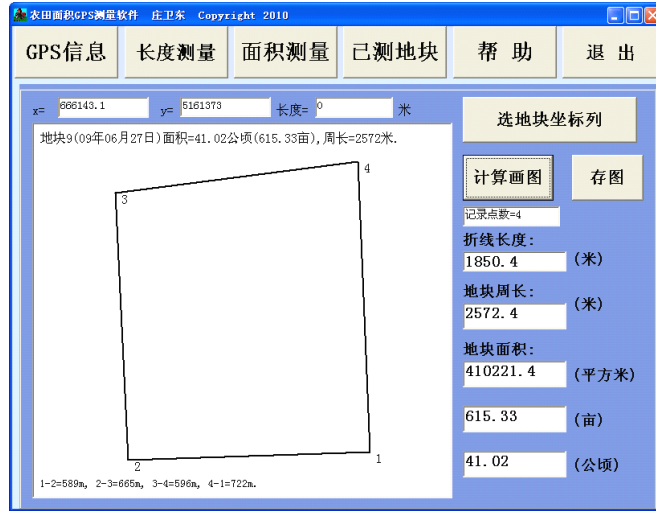 农田面积GPS测量软件 庄卫东 Copyright 2010
GPS信息 长度测量 面积测量 已测地块 帮 助 退 出
x= 666143.1 y= 5161373 长度= 0 米
选地块坐标列
地块9(09年06月27日)面积=41.02公顷(615.33亩),周长=2572米.
4
3
计算画图 存图
记录点数=4
折线长度:
1850.4 (米)
地块周长:
2572.4 (米)
地块面积:
410221.4 (平方米)
615.33 (亩)
41.02 (公顷)
2
1
1-2=589m, 2-3=665m, 3-4=596m, 4-1=722m.